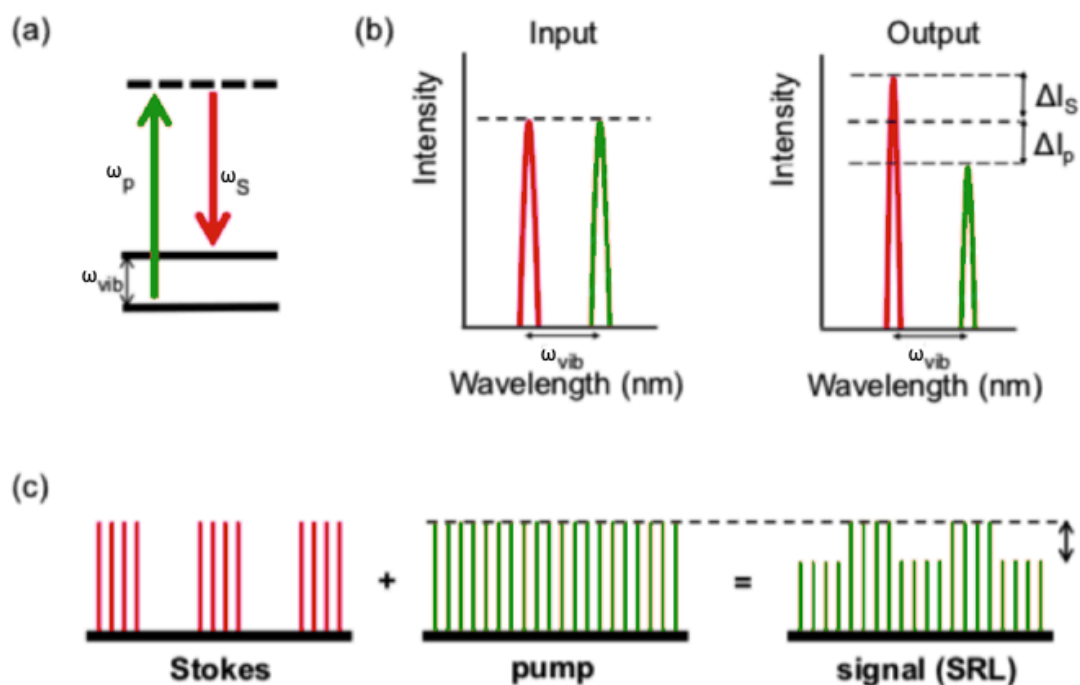 (a)
ωp
ωS
ωvib
(b)
Input
Intensity
ωvib
Wavelength (nm)
Output
Intensity
ΔIS
ΔIp
ωvib
Wavelength (nm)
(c)
+
=
Stokes
pump
signal (SRL)